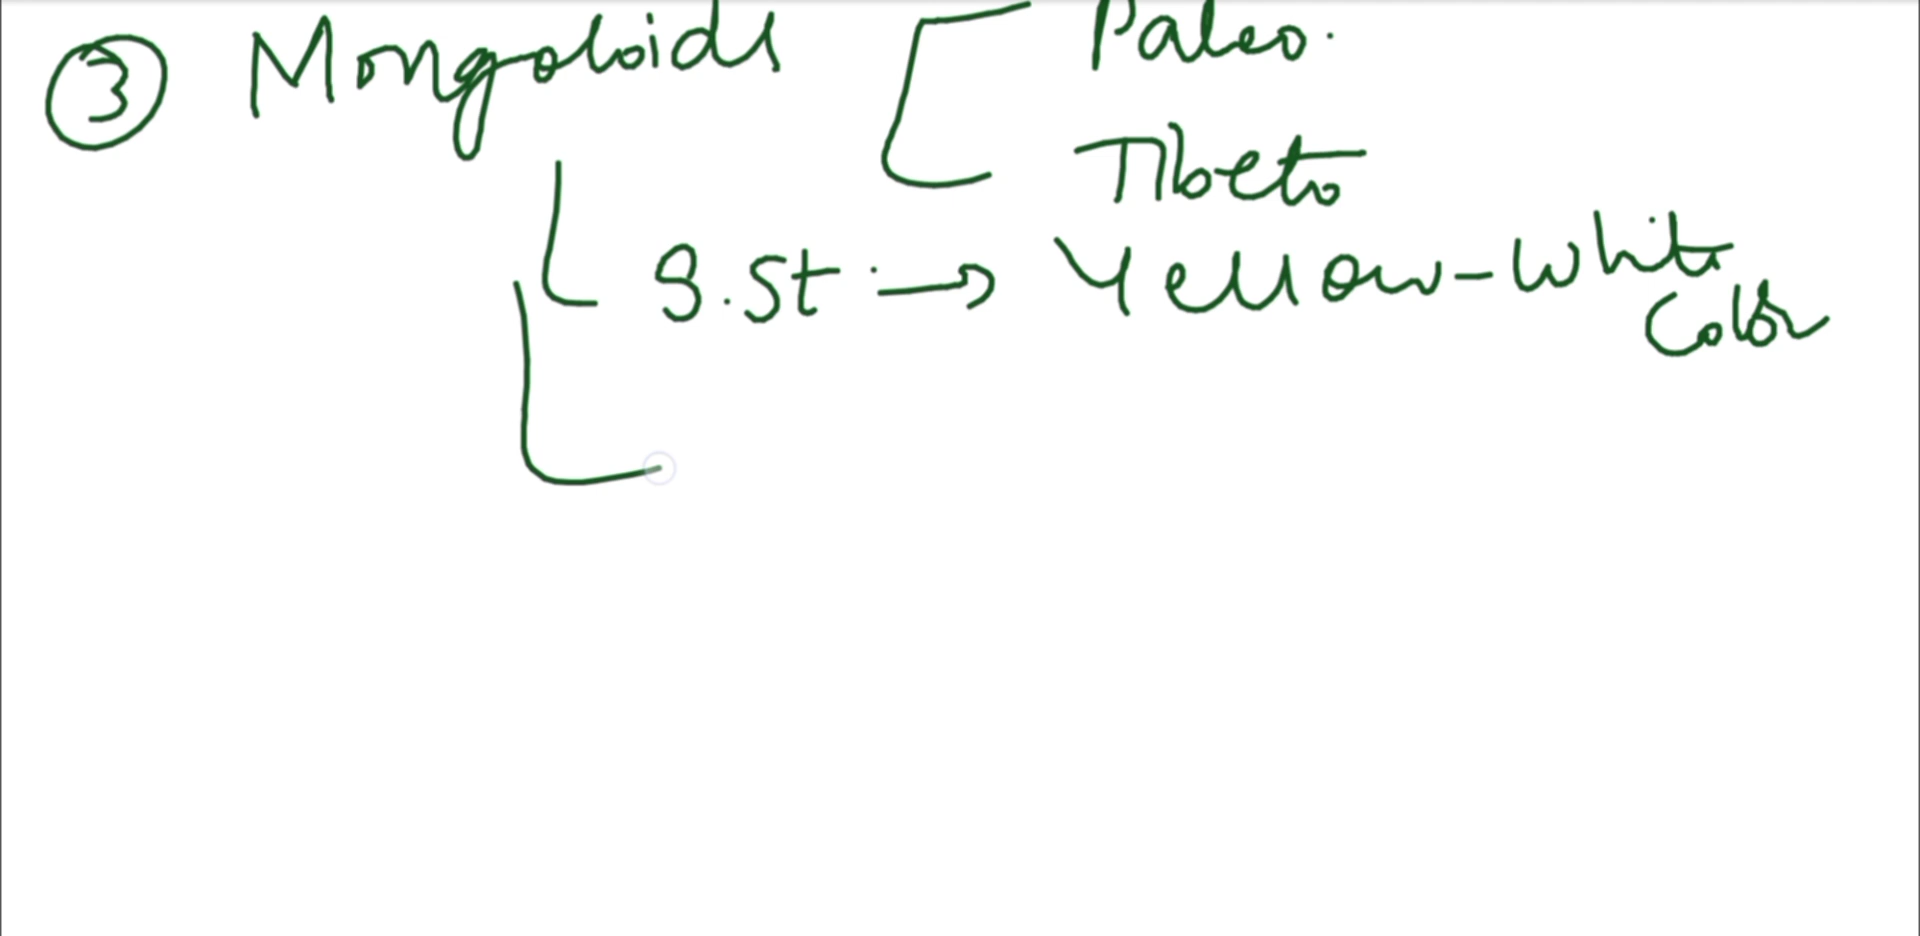 ③ Mongoloids
Paleo.
Tibeto
S.St. → Yellow-White
Color